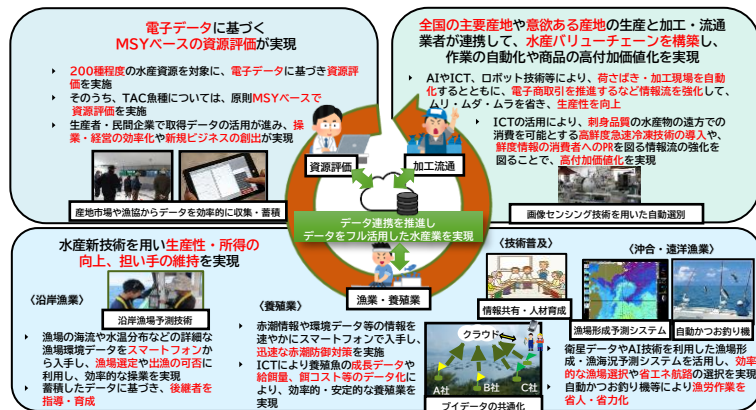 電子データに基づく
MSYベースの資源評価が実現
▸ 200種程度の水産資源を対象に、電子データに基づき資源評
価を実施
▸ そのうち、TAC魚種については、原則MSYベースで
資源評価を実施
▸ 生産者・民間企業で取得データの活用が進み、操
業・経営の効率化や新規ビジネスの創出が実現
産地市場や漁協からデータを効率的に収集・蓄積
全国の主要産地や意欲ある産地の生産と加工・流通
業者が連携して、水産バリューチェーンを構築し、
作業の自動化や商品の高付加価値化を実現
▸ AIやICT、ロボット技術等により、荷さばき・加工現場を自動
化するとともに、電子商取引を推進するなど情報流を強化して、
ムリ・ムダ・ムラを省き、生産性を向上
▸ ICTの活用により、刺身品質の水産物の遠方での
消費を可能とする高鮮度急速冷凍技術の導入や、
鮮度情報の消費者へのPRを図る情報流の強化を
図ることで、高付加価値化を実現
画像センシング技術を用いた自動選別
資源評価
加工流通
データ連携を推進し
データをフル活用した水産業を実現
漁業・養殖業
水産新技術を用い生産性・所得の
向上、担い手の維持を実現
〈沿岸漁業〉
沿岸漁場予測技術
▸ 漁場の海流や水温分布などの詳細な
漁場環境データをスマートフォンか
ら入手し、漁場選定や出漁の可否に
利用し、効率的な操業を実現
▸ 蓄積したデータに基づき、後継者を
指導・育成
〈養殖業〉
▸ 赤潮情報や環境データ等の情報を
速やかにスマートフォンで入手し、
迅速な赤潮防御対策を実施
▸ ICTにより養殖魚の成長データや
給餌量、餌コスト等のデータ化に
より、効率的・安定的な養殖業を
実現
〈技術普及〉
情報共有・人材育成
クラウド
A社
B社
C社
ブイデータの共通化
〈沖合・遠洋漁業〉
漁場形成予測システム
自動かつお釣り機
▸ 衛星データやAI技術を利用した漁場形
成・漁海況予測システムを活用し、効率
的な漁場選択や省エネ航路の選択を実現
▸ 自動かつお釣り機等により漁労作業を
省人・省力化